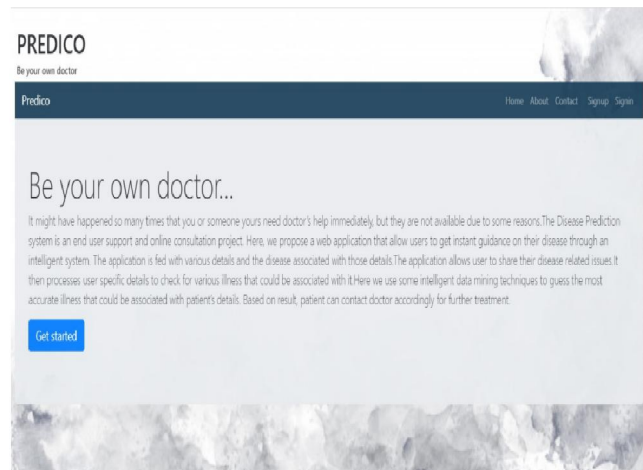 PREDICO
Be your own doctor
Predico
Home About Contact Signup Signin
Be your own doctor...
It might have happened so many times that you or someone yours need doctor's help immediately, but they are not available due to some reasons.The Disease Prediction
system is an end user support and online consultation project. Here, we propose a web application that allow users to get instant guidance on their disease through an
intelligent system. The application is fed with various details and the disease associated with those details.The application allows user to share their disease related issues.It
then processes user specific details to check for various illness that could be associated with it.Here we use some intelligent data mining techniques to guess the most
accurate illness that could be associated with patient's details. Based on result, patient can contact doctor accordingly for further treatment.
Get started